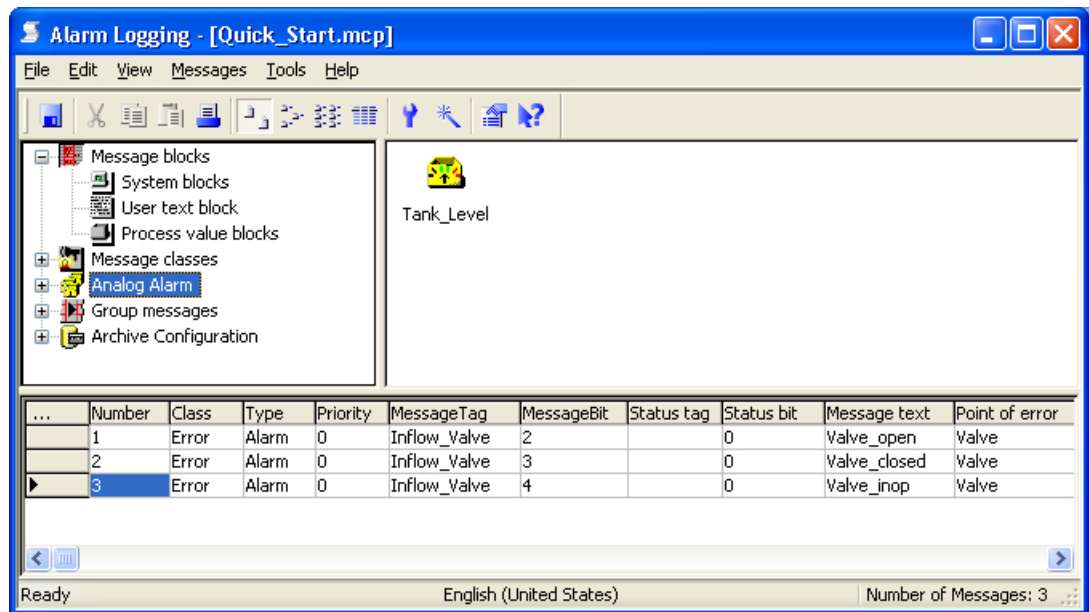 Alarm Logging - [Quick_Start.mcp]
File Edit View Messages Tools Help
Message blocks
System blocks
User text block
Process value blocks
Message classes
Analog Alarm
Group messages
Archive Configuration
Tank_Level
... Number Class Type Priority MessageTag MessageBit Status tag Status bit Message text Point of error
1 Error Alarm 0 Inflow_Valve 2 0 Valve_open Valve
2 Error Alarm 0 Inflow_Valve 3 0 Valve_closed Valve
3 Error Alarm 0 Inflow_Valve 4 0 Valve_inop Valve
Ready English (United States) Number of Messages: 3